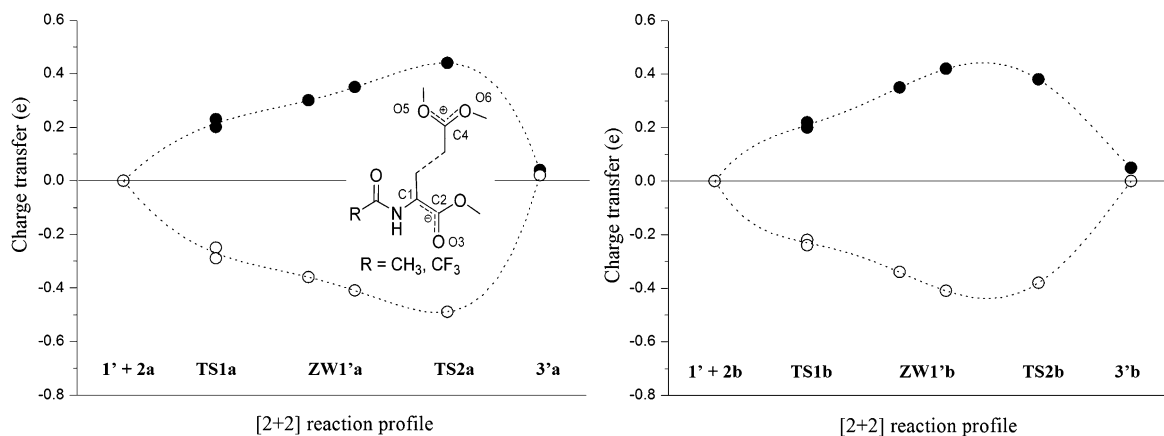 0.6
0.4
0.2
0.0
-0.2
-0.4
-0.6
-0.8
Charge transfer (e)
O5
⊕
O6
C4
O
C1
C2
O
R
N
H
⊖
O3
R = CH3, CF3
1' + 2a
TS1a
ZW1'a
TS2a
3'a
[2+2] reaction profile
0.6
0.4
0.2
0.0
-0.2
-0.4
-0.6
-0.8
Charge transfer (e)
1' + 2b
TS1b
ZW1'b
TS2b
3'b
[2+2] reaction profile